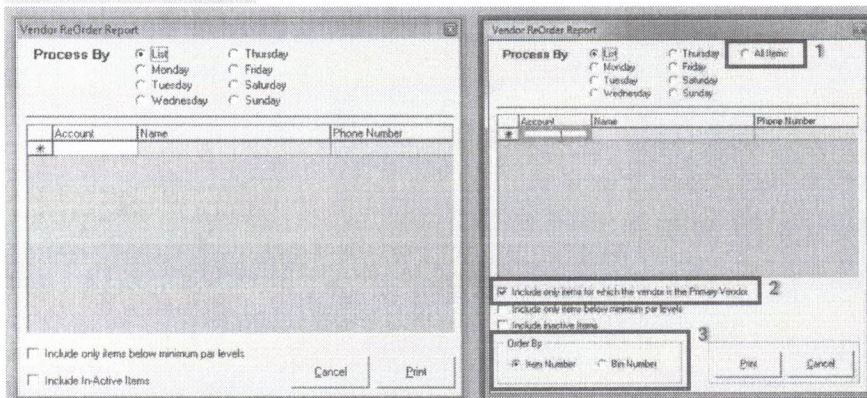 Vendor ReOrder Report
Process By
List
Thursday
Monday
Friday
Tuesday
Saturday
Wednesday
Sunday
Account Name Phone Number
Include only items below minimum par levels
Include In-Active Items
Cancel Print
Vendor ReOrder Report
Process By
List
Thursday
All Items
1
Monday
Friday
Tuesday
Saturday
Wednesday
Sunday
Account Name Phone Number
Include only items for which the vendor is the Primary Vendor
2
Include only items below minimum par levels
Include inactive Items
3
Order By
Item Number Bin Number
Print Cancel